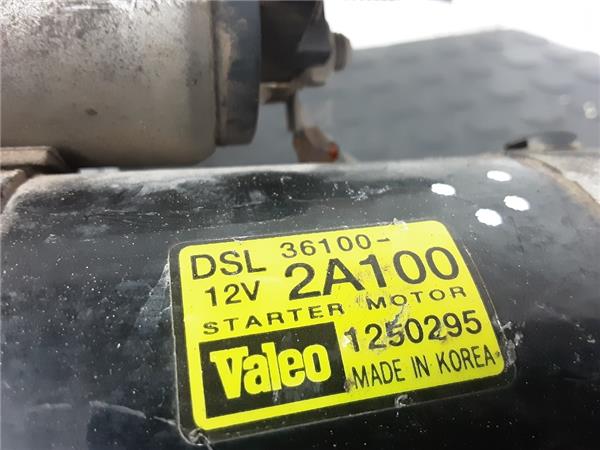 DSL 36100-
12V 2A100
STARTER MOTOR
Valeo 1250295
MADE IN KOREA